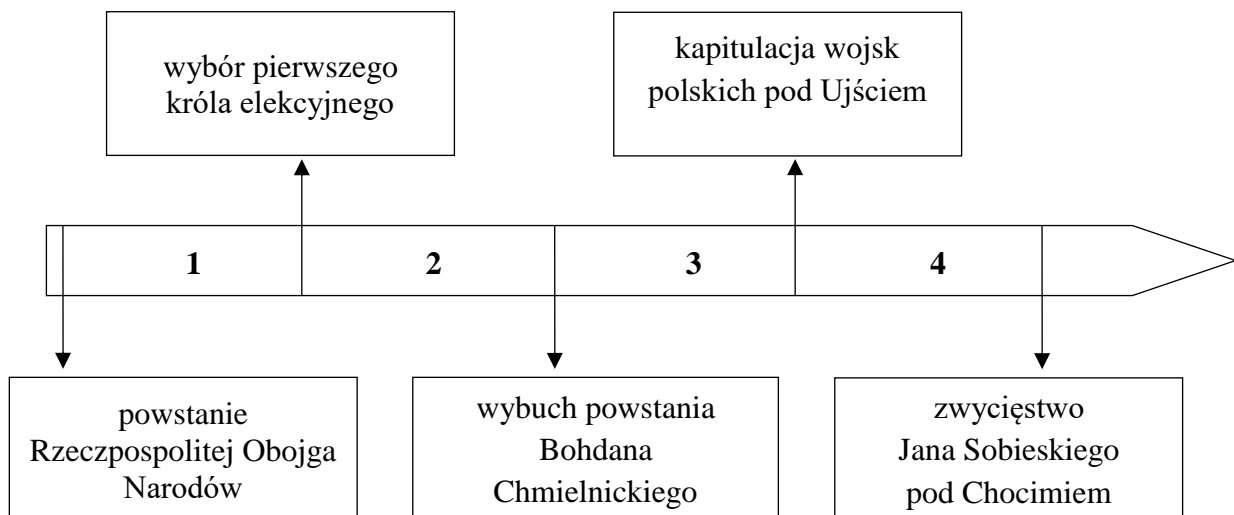 wybór pierwszego
króla elekcyjnego
kapitulacja wojsk
polskich pod Ujściem
1
2
3
4
powstanie
Rzeczpospolitej Obojga
Narodów
wybuch powstania
Bohdana
Chmielnickiego
zwycięstwo
Jana Sobieskiego
pod Chocimiem